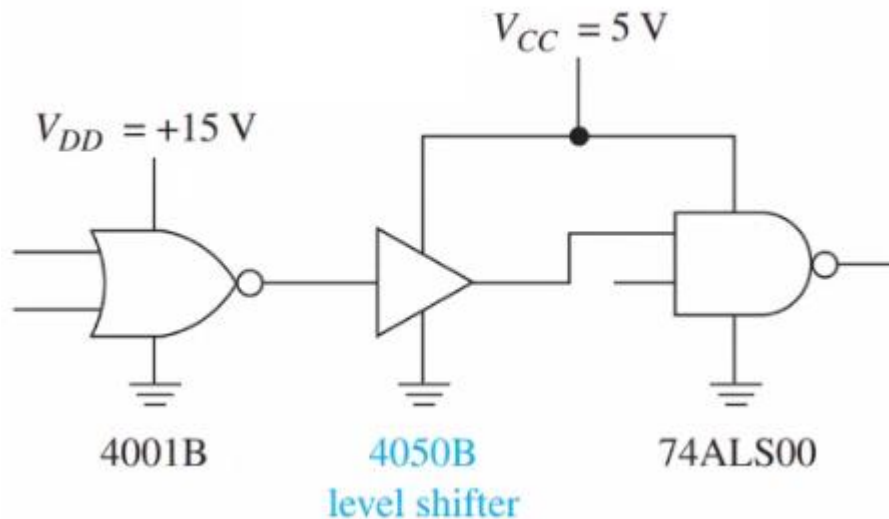 V_CC = 5 V
V_DD = +15 V
4001B
4050B
level shifter
74ALS00